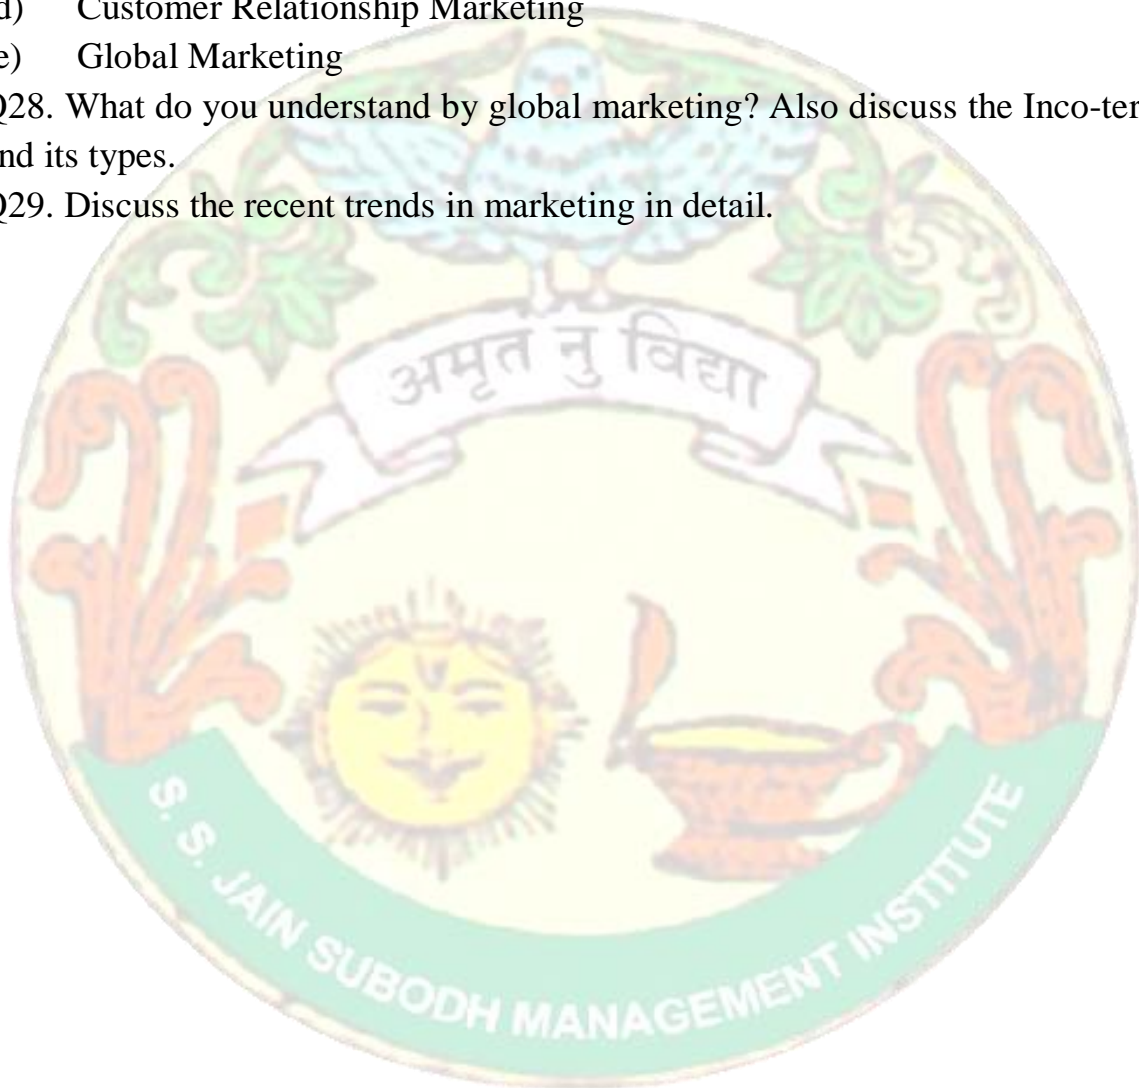 d) Customer Relationship Marketing
e) Global Marketing
Q28. What do you understand by global marketing? Also discuss the Inco-ter
nd its types.
Q29. Discuss the recent trends in marketing in detail.
अमृत नु विद्या
S. S. JAIN SUBODH MANAGEMENT INSTITUTE